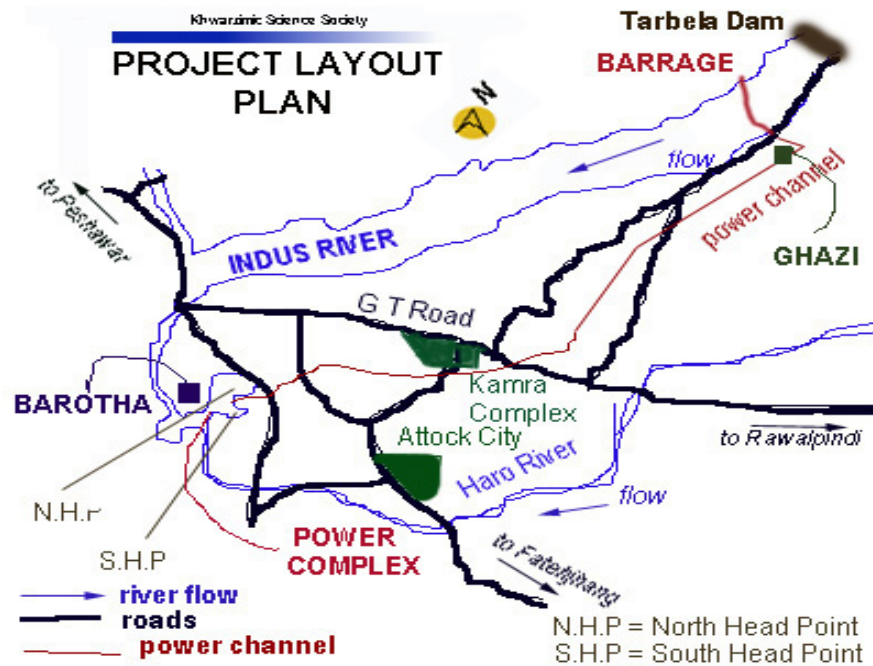 Khwarzimic Science Society
PROJECT LAYOUT
PLAN
Tarbela Dam
BARRAGE
N
flow
to Peshawar
power channel
INDUS RIVER
GHAZI
G T Road
BAROTHA
Kamra
Complex
Attock City
to Rawalpindi
Haro River
flow
N.H.P
S.H.P
POWER
COMPLEX
to Fatehjhang
river flow
roads
power channel
N.H.P = North Head Point
S.H.P = South Head Point